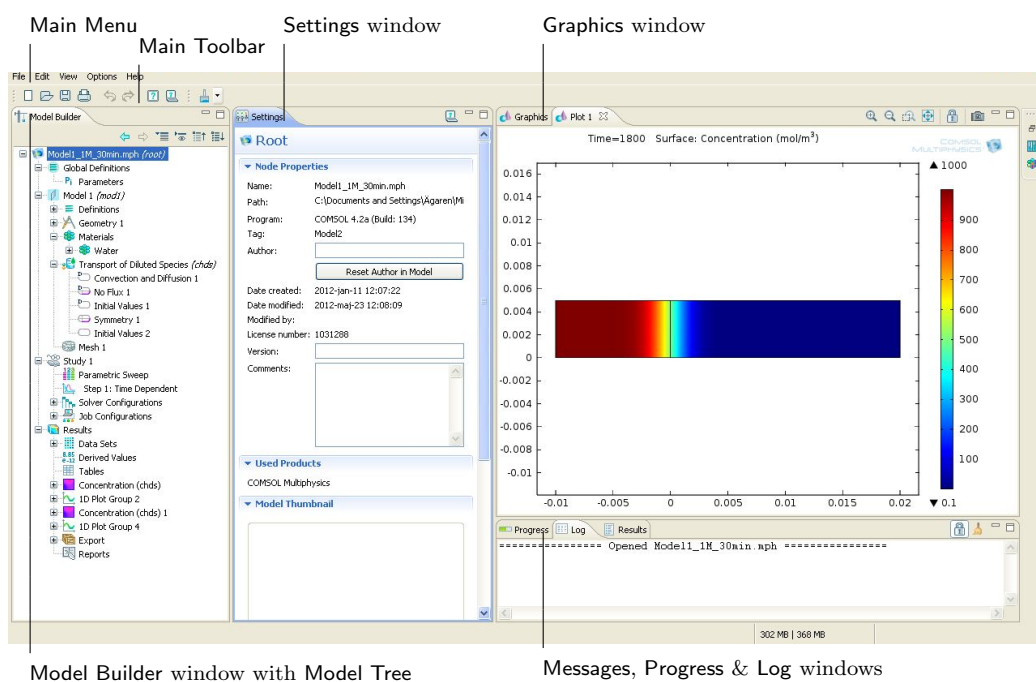 Main Menu
Main Toolbar
Settings window
Graphics window
File Edit View Options Help
Model Builder
Model1_1M_30min.mph (root)
Global Definitions
Pi Parameters
Model 1 (mod1)
Definitions
Geometry 1
Materials
Water
Transport of Diluted Species (chds)
Convection and Diffusion 1
No Flux 1
Initial Values 1
Symmetry 1
Initial Values 2
Mesh 1
Study 1
Parametric Sweep
Step 1: Time Dependent
Solver Configurations
Job Configurations
Results
Data Sets
Derived Values
Tables
Concentration (chds)
1D Plot Group 2
Concentration (chds) 1
1D Plot Group 4
Export
Reports
Settings
Root
Node Properties
Name: Model1_1M_30min.mph
Path: C:\Documents and Settings\Ägaren\Mi
Program: COMSOL 4.2a (Build: 134)
Tag: Model2
Author:
Reset Author in Model
Date created: 2012-jan-11 12:07:22
Date modified: 2012-maj-23 12:08:09
Modified by:
License number: 1031288
Version:
Comments:
Used Products
COMSOL Multiphysics
Model Thumbnail
Graphics Plot 1
Time=1800 Surface: Concentration (mol/m³)
COMSOL
MULTIPHYSICS
▲ 1000
0.016
0.014
0.012
0.01
0.008
0.006
0.004
0.002
0
-0.002
-0.004
-0.006
-0.008
-0.01
900
800
700
600
500
400
300
200
100
-0.01 -0.005 0 0.005 0.01 0.015 0.02 ▼ 0.1
Progress Log Results
================ Opened Model1_1M_30min.mph ================
302 MB | 368 MB
Model Builder window with Model Tree
Messages, Progress & Log windows